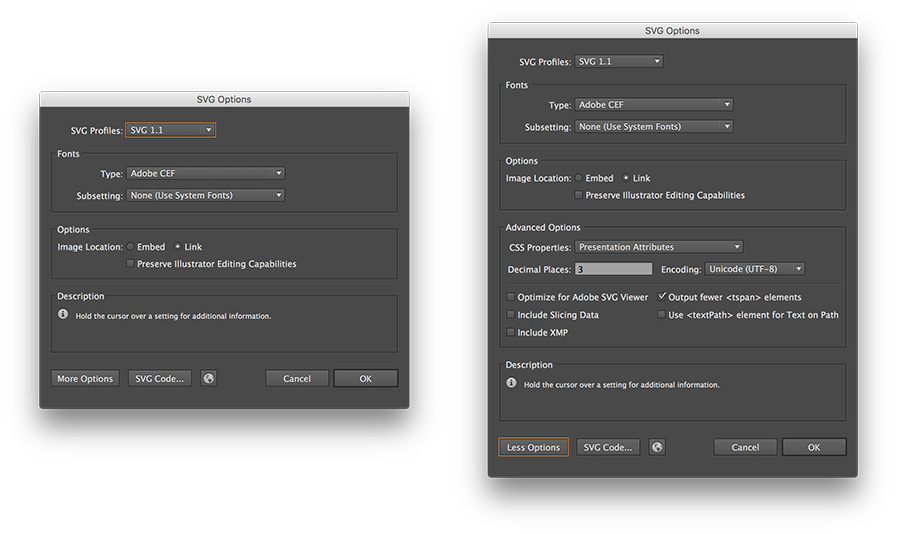 SVG Options
SVG Profiles: SVG 1.1
Fonts
Type: Adobe CEF
Subsetting: None (Use System Fonts)
Options
Image Location: Embed Link
Preserve Illustrator Editing Capabilities
Description
Hold the cursor over a setting for additional information.
More Options SVG Code... Cancel OK
SVG Options
SVG Profiles: SVG 1.1
Fonts
Type: Adobe CEF
Subsetting: None (Use System Fonts)
Options
Image Location: Embed Link
Preserve Illustrator Editing Capabilities
Advanced Options
CSS Properties: Presentation Attributes
Decimal Places: 3 Encoding: Unicode (UTF-8)
Optimize for Adobe SVG Viewer Output fewer <tspan> elements
Include Slicing Data Use <textPath> element for Text on Path
Include XMP
Description
Hold the cursor over a setting for additional information.
Less Options SVG Code... Cancel OK